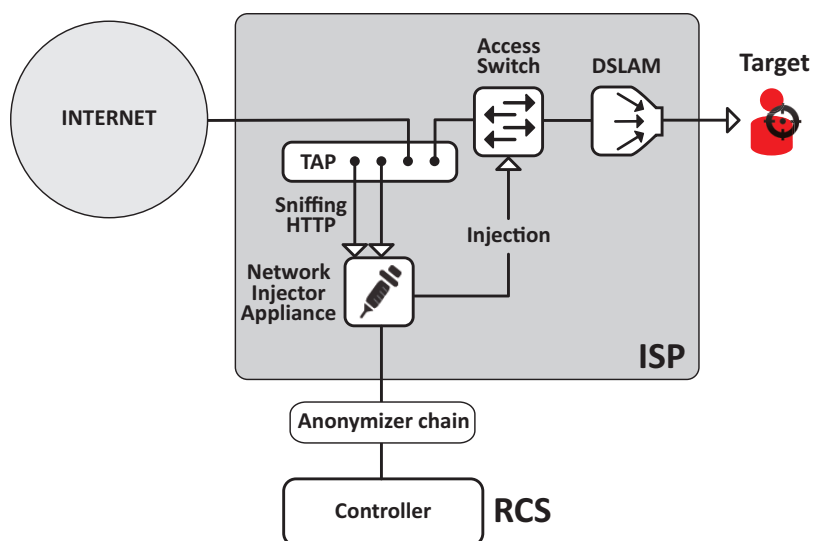 INTERNET
Access
Switch
DSLAM
Target
TAP
Sniffing
HTTP
Injection
Network
Injector
Appliance
ISP
Anonymizer chain
Controller
RCS